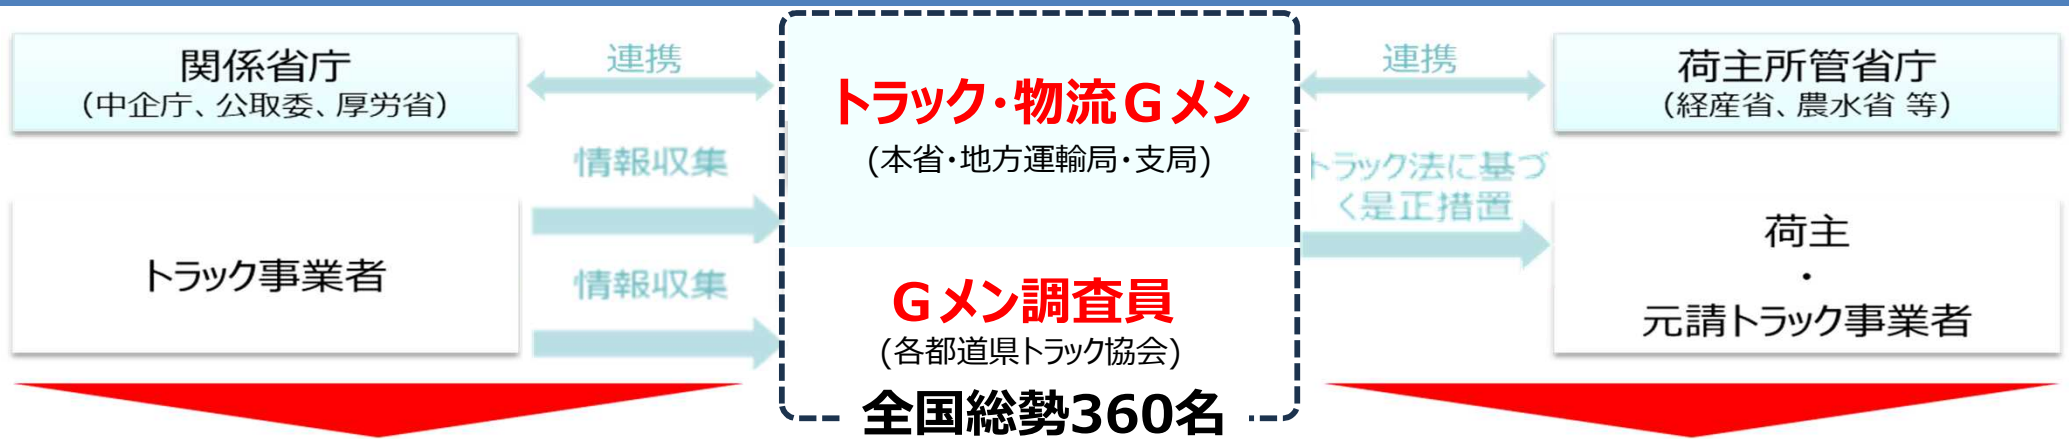 関係省庁
(中企庁、公取委、厚労省)
連携
トラック・物流Gメン
(本省・地方運輸局・支局)
連携
荷主所管省庁
(経産省、農水省 等)
情報収集
トラック法に基づ
く是正措置
トラック事業者
情報収集
Gメン調査員
(各都道県トラック協会)
全国総勢360名
荷主
・
元請トラック事業者